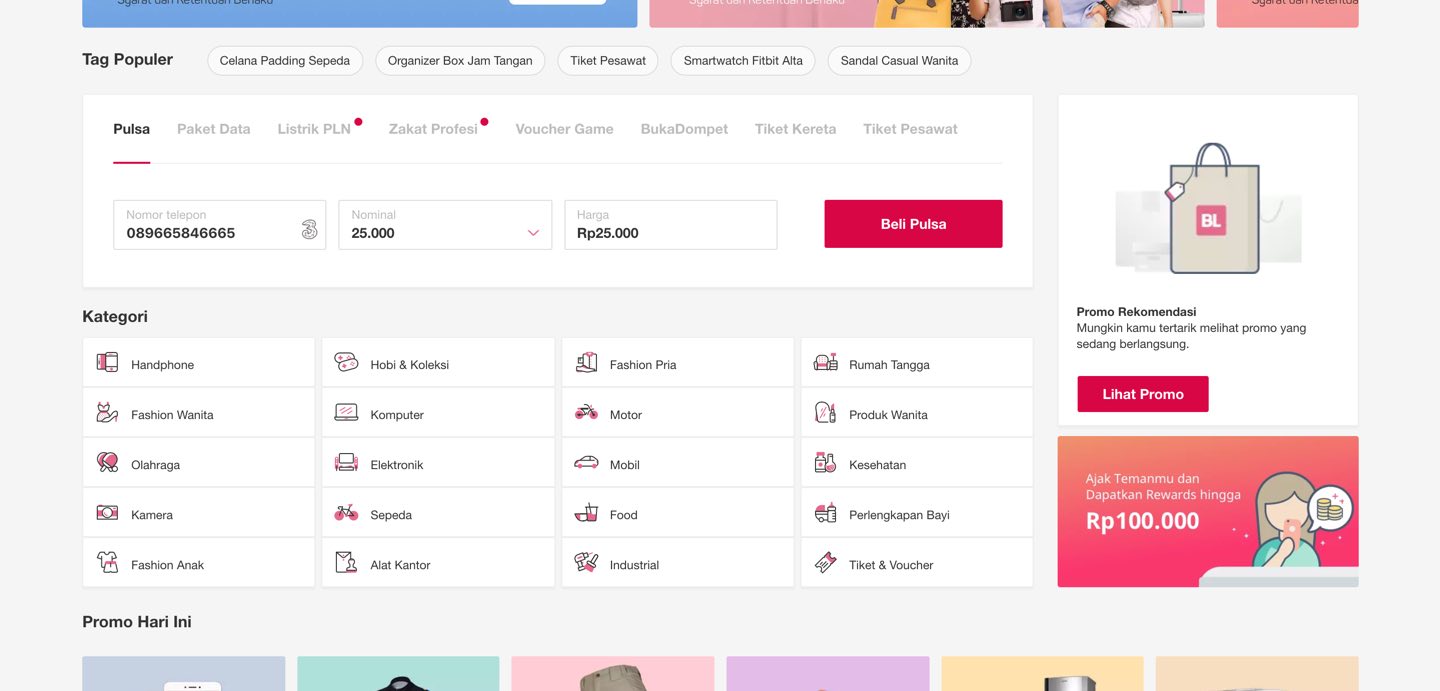 Syarat dan Ketentuan Berlaku
Syarat dan Ketentuan Berlaku
Syarat dan
Tag Populer
Celana Padding Sepeda
Organizer Box Jam Tangan
Tiket Pesawat
Smartwatch Fitbit Alta
Sandal Casual Wanita
Pulsa
Paket Data
Listrik PLN
Zakat Profesi
Voucher Game
BukaDompet
Tiket Kereta
Tiket Pesawat
Nomor telepon
089665846665
3
Nominal
25.000
Harga
Rp25.000
Beli Pulsa
BL
Promo Rekomendasi
Mungkin kamu tertarik melihat promo yang
sedang berlangsung.
Lihat Promo
Kategori
Handphone
Hobi & Koleksi
Fashion Pria
Rumah Tangga
Fashion Wanita
Komputer
Motor
Produk Wanita
Olahraga
Elektronik
Mobil
Kesehatan
Kamera
Sepeda
Food
Perlengkapan Bayi
Fashion Anak
Alat Kantor
Industrial
Tiket & Voucher
Ajak Temanmu dan
Dapatkan Rewards hingga
Rp100.000
Promo Hari Ini